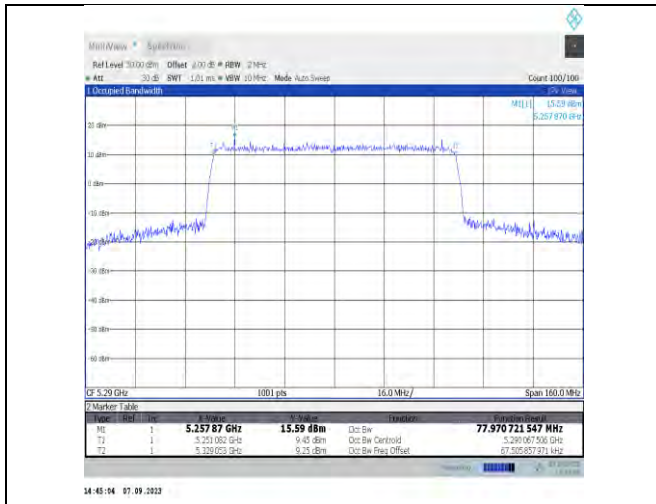 MultiView Spectrum
Ref Level 30.00 dBm Offset 2.00 dB RBW 2 MHz
Att 30 dB SWT 1.01 ms VBW 10 MHz Mode Auto Sweep Count 100/100
1 Occupied Bandwidth View
M1[1] 15.59 dBm
5.257 870 GHz
20 dBm
M1
10 dBm
0 dBm
-10 dBm
-20 dBm
-30 dBm
-40 dBm
-50 dBm
-60 dBm
CF 5.29 GHz 1001 pts 16.0 MHz/ Span 160.0 MHz
2 Marker Table
Type Ref Trc X-Value Y-Value Function Function Result
M1 1 5.257 87 GHz 15.59 dBm Occ Bw 77.970 721 547 MHz
T1 1 5.251 082 GHz 9.45 dBm Occ Bw Centroid 5.290 067 506 GHz
T2 1 5.329 053 GHz 9.25 dBm Occ Bw Freq Offset 67.505 857 971 kHz
14:45:04 07.09.2023